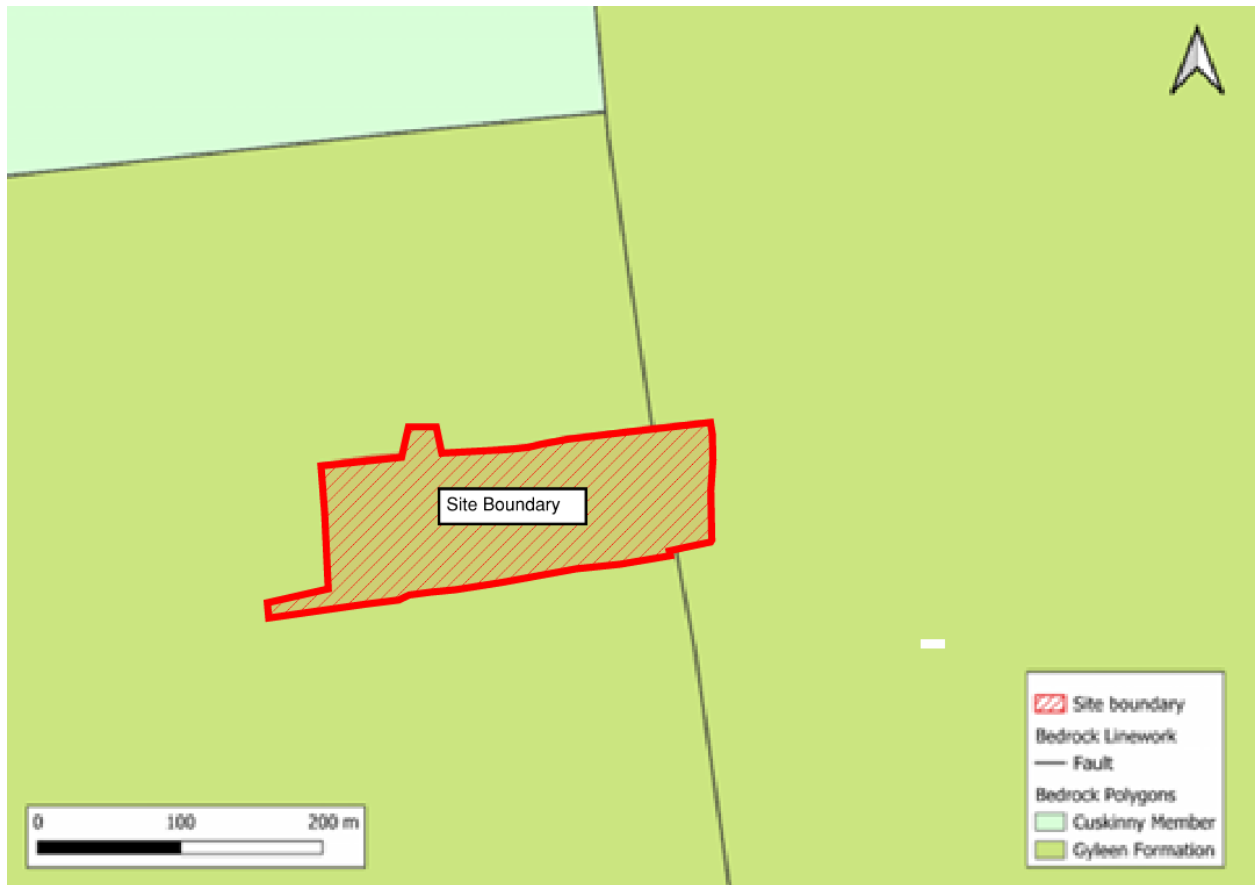 Site Boundary
0 100 200 m
Site boundary
Bedrock Linework
Fault
Bedrock Polygons
Cuskinny Member
Gyleen Formation